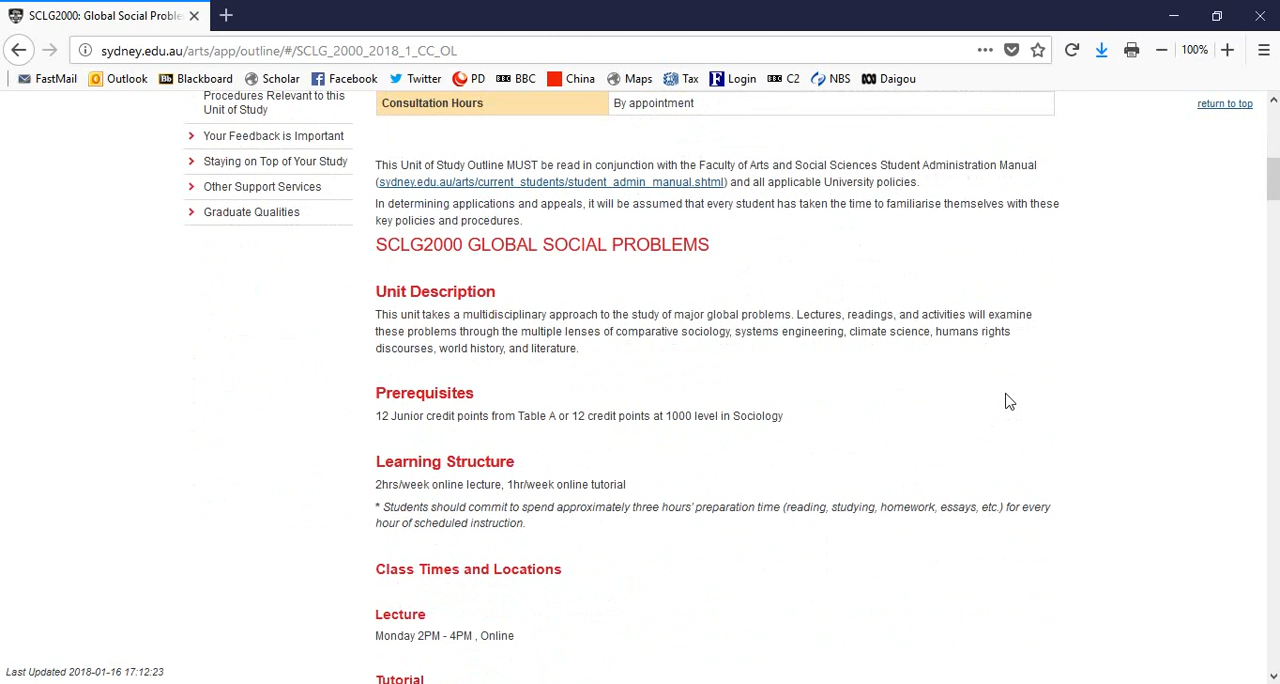 SCLG2000: Global Social Proble
sydney.edu.au/arts/app/outline/#/SCLG_2000_2018_1_CC_OL
100%
FastMail Outlook Blackboard Scholar Facebook Twitter PD BBC China Maps Tax Login C2 NBS Daigou
Procedures Relevant to this
Unit of Study
Your Feedback is Important
Staying on Top of Your Study
Other Support Services
Graduate Qualities
Consultation Hours By appointment
return to top
This Unit of Study Outline MUST be read in conjunction with the Faculty of Arts and Social Sciences Student Administration Manual
(sydney.edu.au/arts/current_students/student_admin_manual.shtml) and all applicable University policies.
In determining applications and appeals, it will be assumed that every student has taken the time to familiarise themselves with these
key policies and procedures.
SCLG2000 GLOBAL SOCIAL PROBLEMS
Unit Description
This unit takes a multidisciplinary approach to the study of major global problems. Lectures, readings, and activities will examine
these problems through the multiple lenses of comparative sociology, systems engineering, climate science, humans rights
discourses, world history, and literature.
Prerequisites
12 Junior credit points from Table A or 12 credit points at 1000 level in Sociology
Learning Structure
2hrs/week online lecture, 1hr/week online tutorial
* Students should commit to spend approximately three hours' preparation time (reading, studying, homework, essays, etc.) for every
hour of scheduled instruction.
Class Times and Locations
Lecture
Monday 2PM - 4PM , Online
Tutorial
Last Updated 2018-01-16 17:12:23